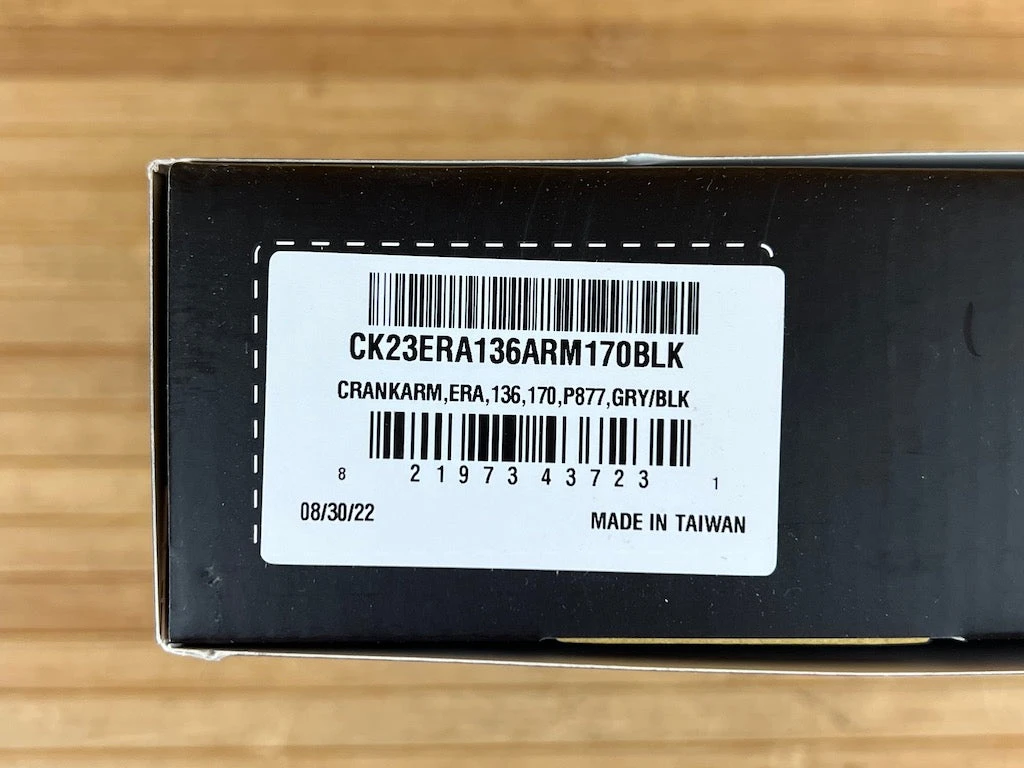 CK23ERA136ARM170BLK
CRANKARM,ERA,136,170,P877,GRY/BLK
8 21973 43723 1
08/30/22 MADE IN TAIWAN